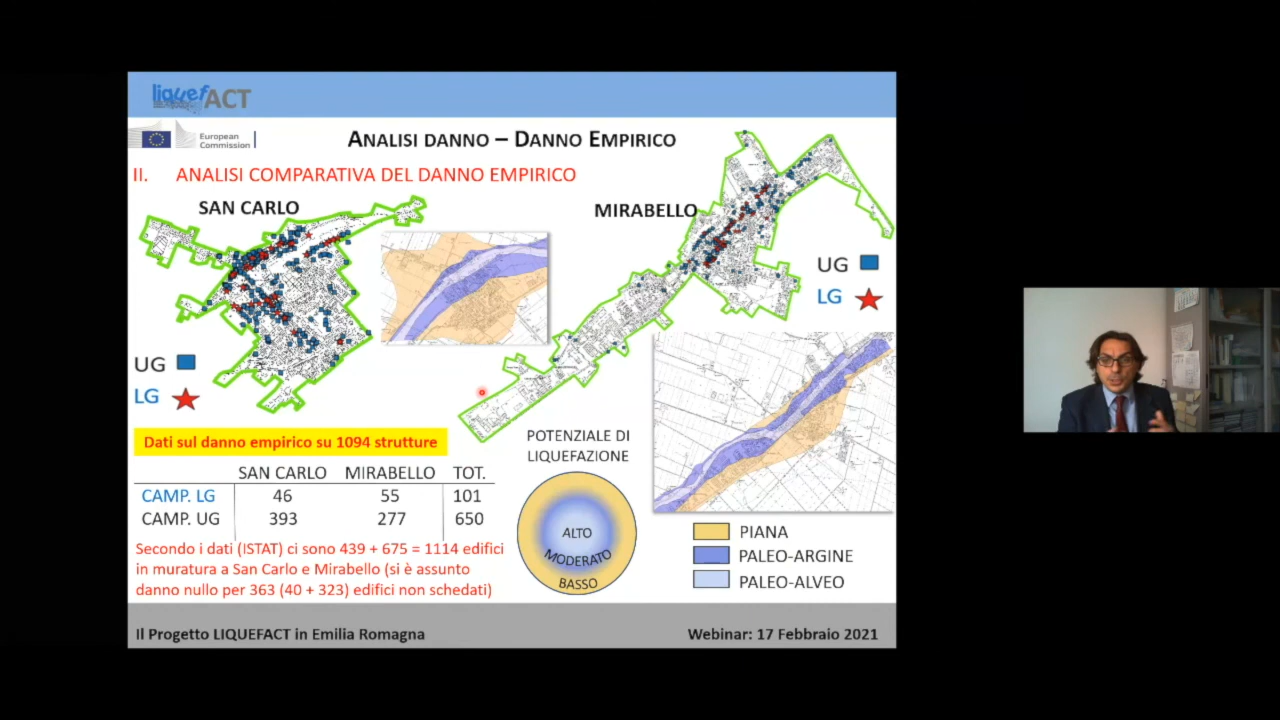 liquefACT
European
Commission
ANALISI DANNO – DANNO EMPIRICO
II. ANALISI COMPARATIVA DEL DANNO EMPIRICO
SAN CARLO
MIRABELLO
UG
LG
UG
LG
Dati sul danno empirico su 1094 strutture
POTENZIALE DI
LIQUEFAZIONE
SAN CARLO MIRABELLO TOT.
CAMP. LG 46 55 101
CAMP. UG 393 277 650
ALTO
MODERATO
BASSO
Secondo i dati (ISTAT) ci sono 439 + 675 = 1114 edifici
in muratura a San Carlo e Mirabello (si è assunto
danno nullo per 363 (40 + 323) edifici non schedati)
PIANA
PALEO-ARGINE
PALEO-ALVEO
Il Progetto LIQUEFACT in Emilia Romagna
Webinar: 17 Febbraio 2021